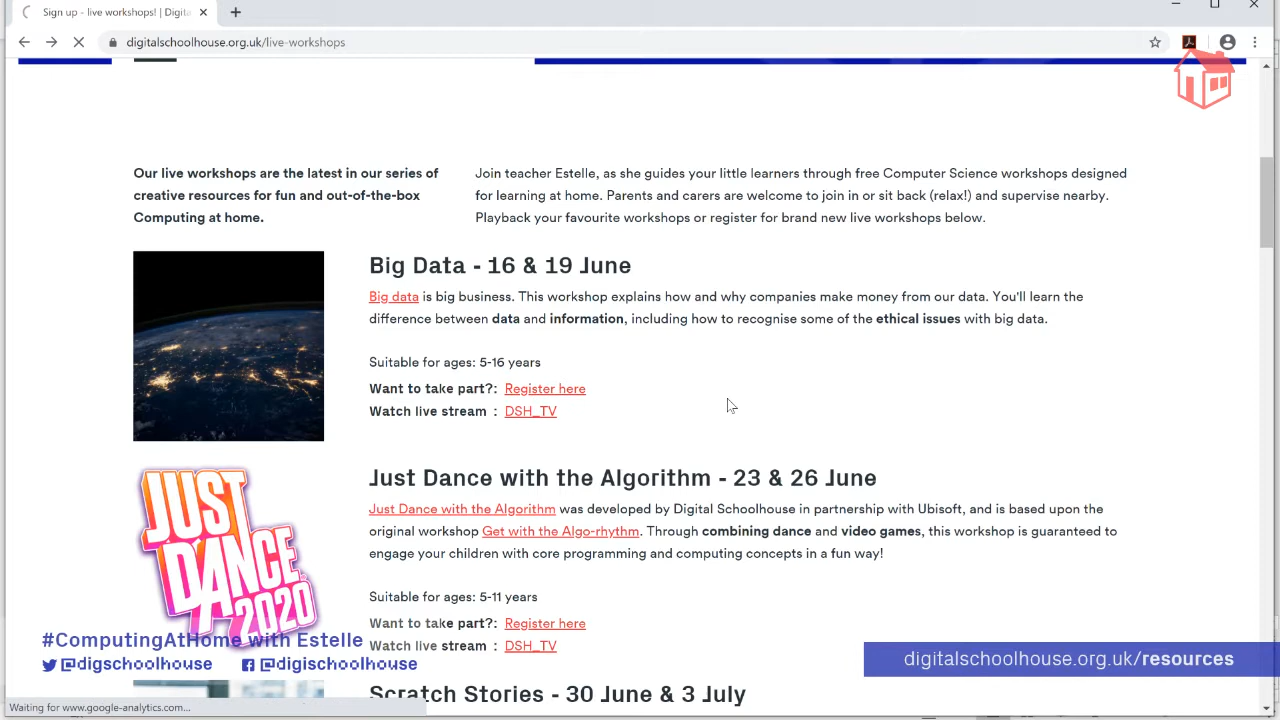 Sign up - live workshops! | Digita
digitalschoolhouse.org.uk/live-workshops
Our live workshops are the latest in our series of
creative resources for fun and out-of-the-box
Computing at home.
Join teacher Estelle, as she guides your little learners through free Computer Science workshops designed
for learning at home. Parents and carers are welcome to join in or sit back (relax!) and supervise nearby.
Playback your favourite workshops or register for brand new live workshops below.
Big Data - 16 & 19 June
Big data is big business. This workshop explains how and why companies make money from our data. You'll learn the
difference between data and information, including how to recognise some of the ethical issues with big data.
Suitable for ages: 5-16 years
Want to take part?: Register here
Watch live stream : DSH_TV
JUST DANCE 2020
Just Dance with the Algorithm - 23 & 26 June
Just Dance with the Algorithm was developed by Digital Schoolhouse in partnership with Ubisoft, and is based upon the
original workshop Get with the Algo-rhythm. Through combining dance and video games, this workshop is guaranteed to
engage your children with core programming and computing concepts in a fun way!
Suitable for ages: 5-11 years
Want to take part?: Register here
Watch live stream : DSH_TV
#ComputingAtHome with Estelle
@digschoolhouse @digischoolhouse
digitalschoolhouse.org.uk/resources
Scratch Stories - 30 June & 3 July
Waiting for www.google-analytics.com...